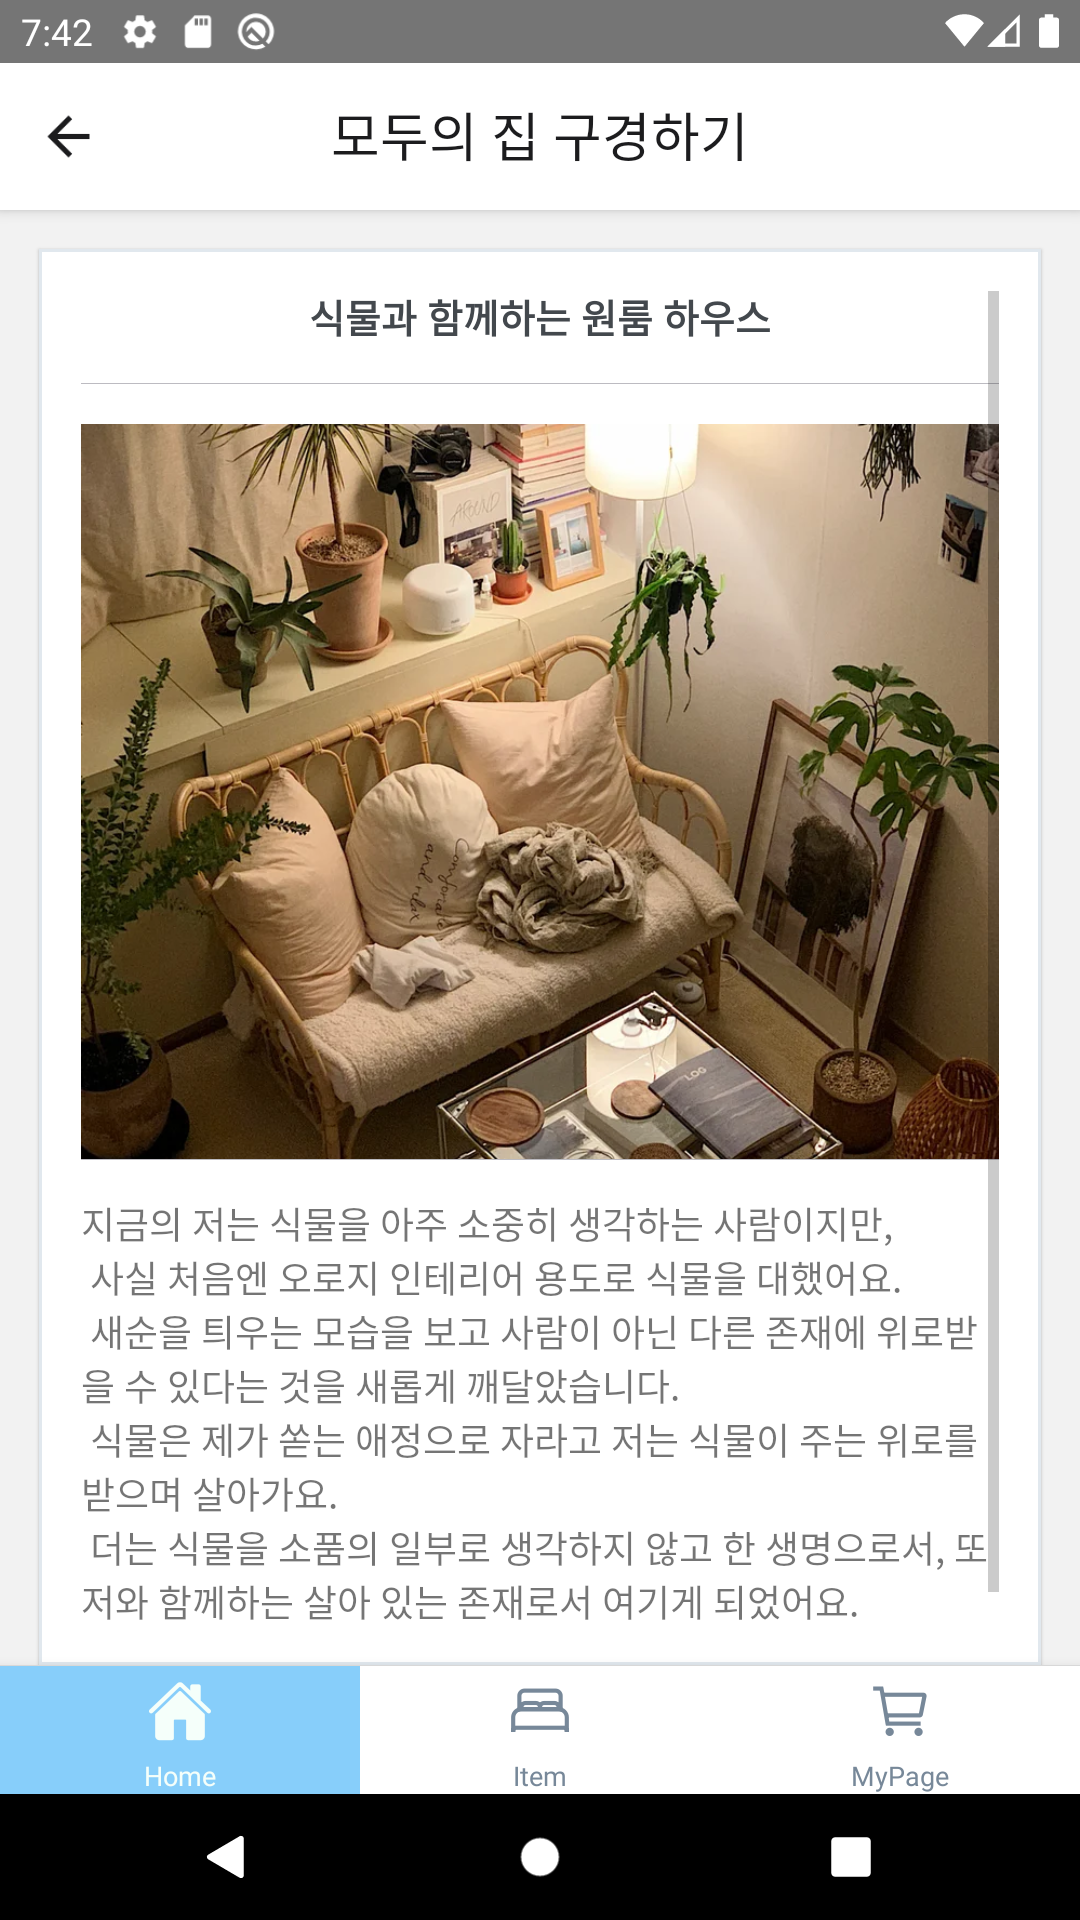 7:42
모두의 집 구경하기
식물과 함께하는 원룸 하우스
AROUND
Comfortable
and relax
LOG
지금의 저는 식물을 아주 소중히 생각하는 사람이지만,
사실 처음엔 오로지 인테리어 용도로 식물을 대했어요.
새순을 틔우는 모습을 보고 사람이 아닌 다른 존재에 위로받
을 수 있다는 것을 새롭게 깨달았습니다.
식물은 제가 쏟는 애정으로 자라고 저는 식물이 주는 위로를
받으며 살아가요.
더는 식물을 소품의 일부로 생각하지 않고 한 생명으로서, 또
저와 함께하는 살아 있는 존재로서 여기게 되었어요.
Home
Item
MyPage